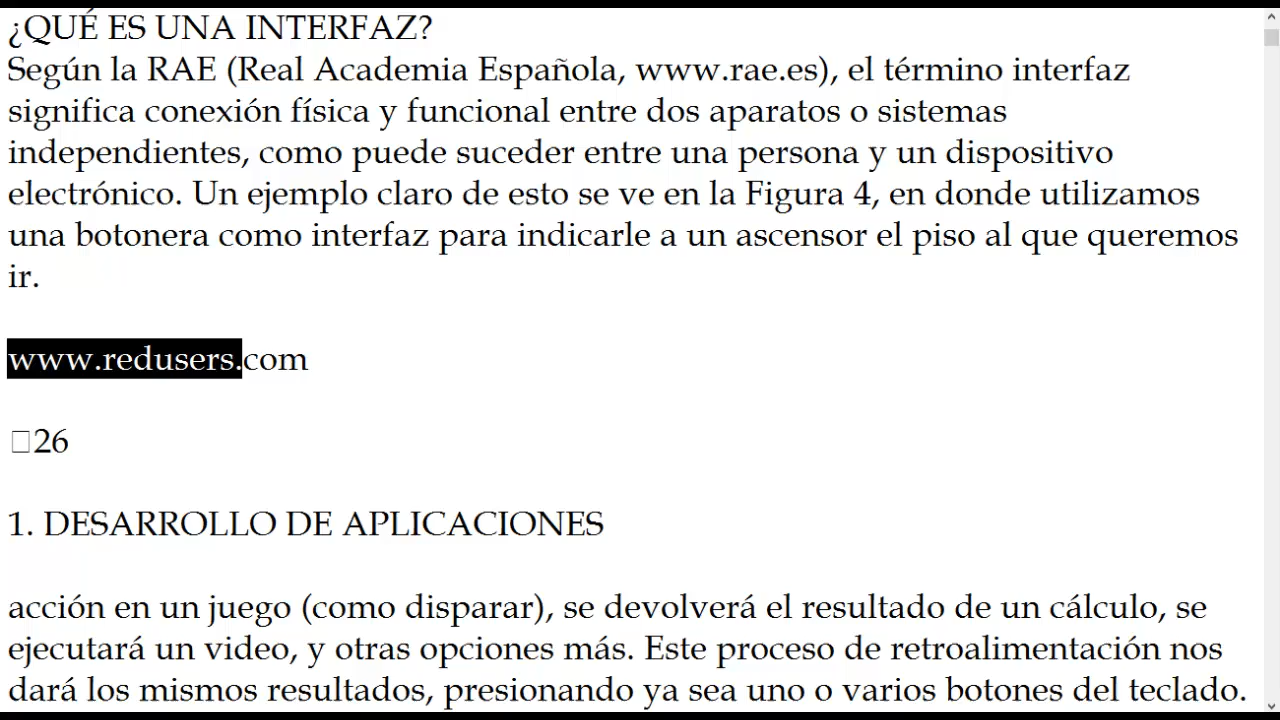 ¿QUÉ ES UNA INTERFAZ?
Según la RAE (Real Academia Española, www.rae.es), el término interfaz
significa conexión física y funcional entre dos aparatos o sistemas
independientes, como puede suceder entre una persona y un dispositivo
electrónico. Un ejemplo claro de esto se ve en la Figura 4, en donde utilizamos
una botonera como interfaz para indicarle a un ascensor el piso al que queremos
ir.
www.redusers.com
□26
1. DESARROLLO DE APLICACIONES
acción en un juego (como disparar), se devolverá el resultado de un cálculo, se
ejecutará un video, y otras opciones más. Este proceso de retroalimentación nos
dará los mismos resultados, presionando ya sea uno o varios botones del teclado.